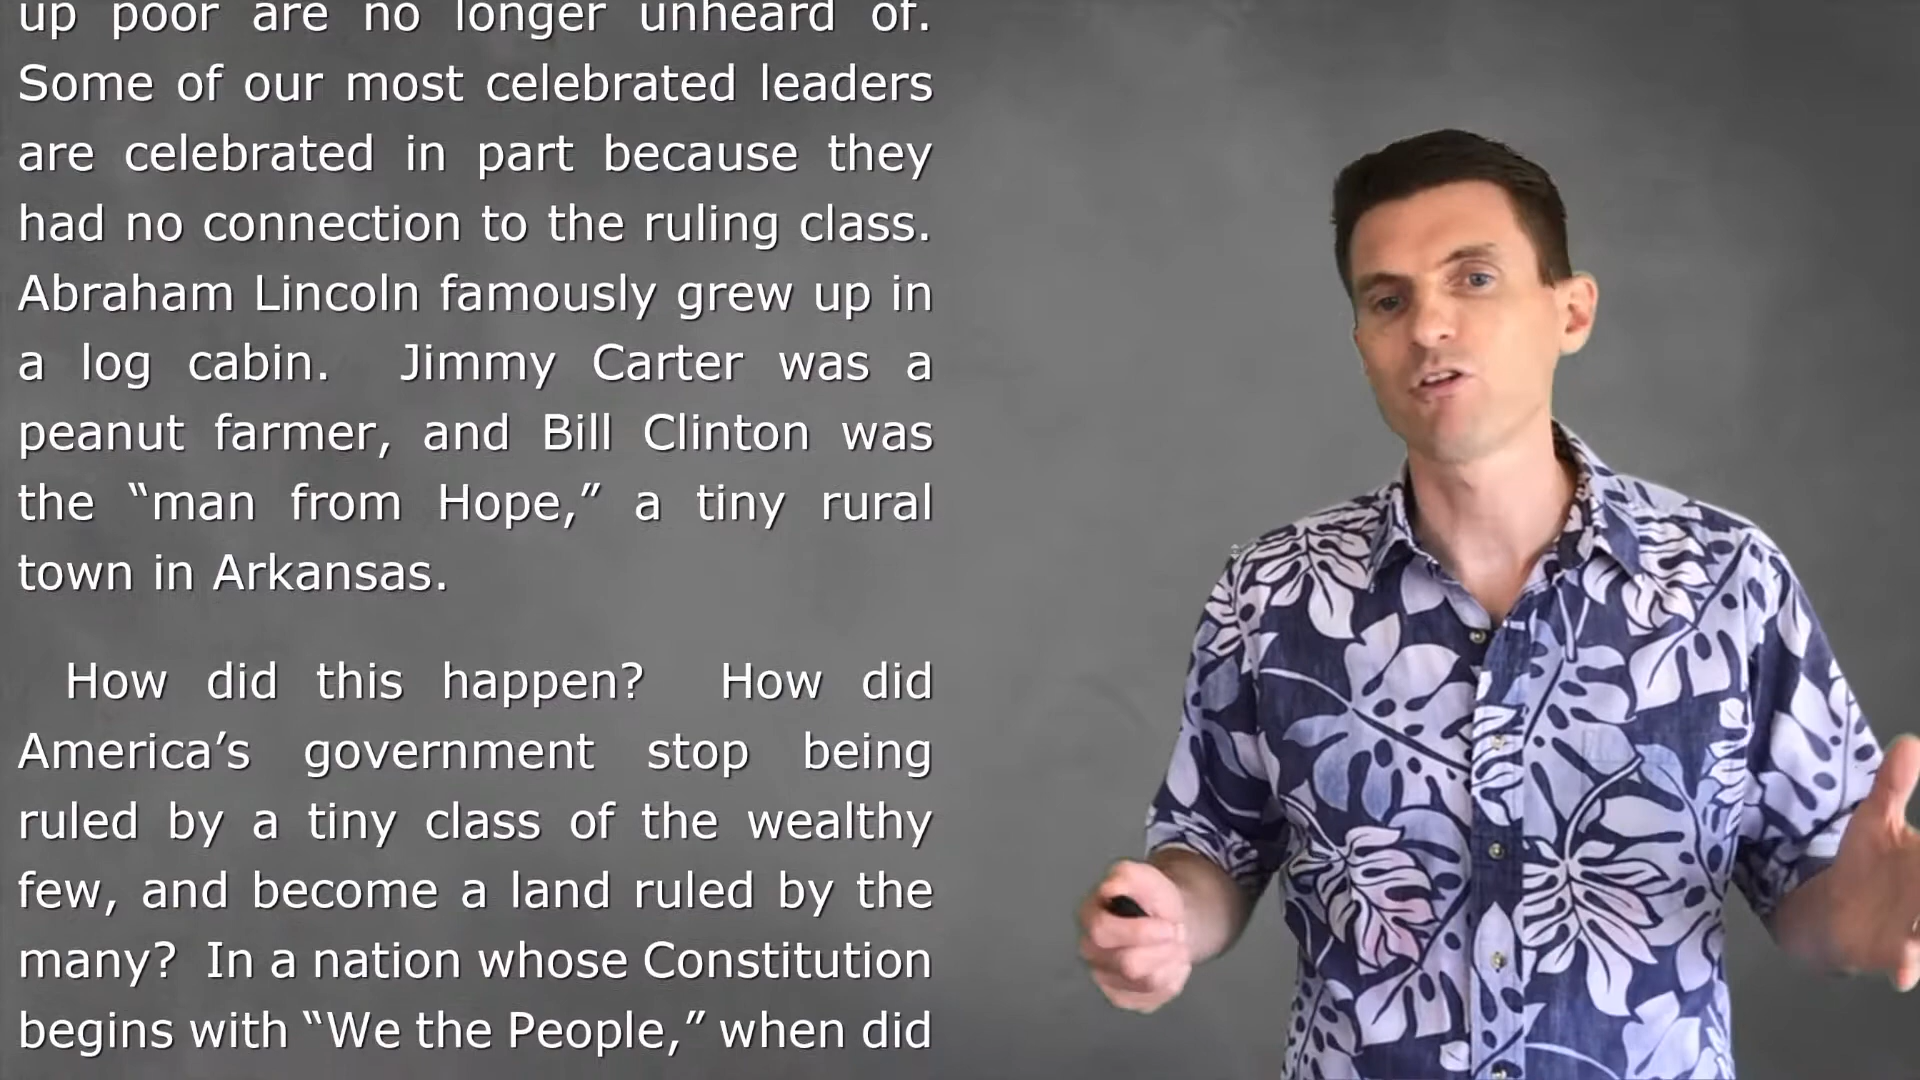 up poor are no longer unheard of.
Some of our most celebrated leaders
are celebrated in part because they
had no connection to the ruling class.
Abraham Lincoln famously grew up in
a log cabin. Jimmy Carter was a
peanut farmer, and Bill Clinton was
the “man from Hope,” a tiny rural
town in Arkansas.
How did this happen? How did
America’s government stop being
ruled by a tiny class of the wealthy
few, and become a land ruled by the
many? In a nation whose Constitution
begins with “We the People,” when did